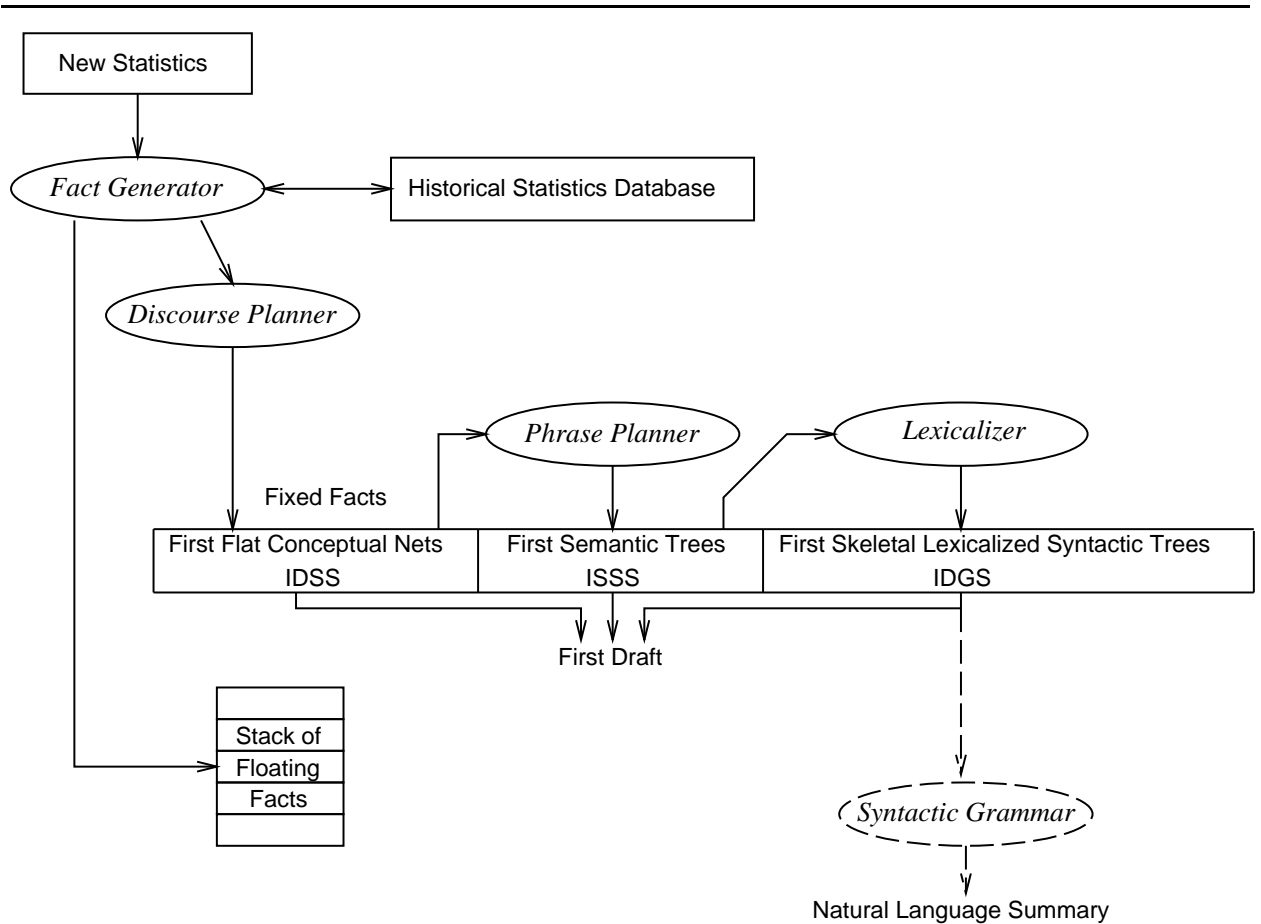 New Statistics
Fact Generator
Historical Statistics Database
Discourse Planner
Phrase Planner
Lexicalizer
Fixed Facts
First Flat Conceptual Nets
IDSS
First Semantic Trees
ISSS
First Skeletal Lexicalized Syntactic Trees
IDGS
First Draft
Stack of
Floating
Facts
Syntactic Grammar
Natural Language Summary